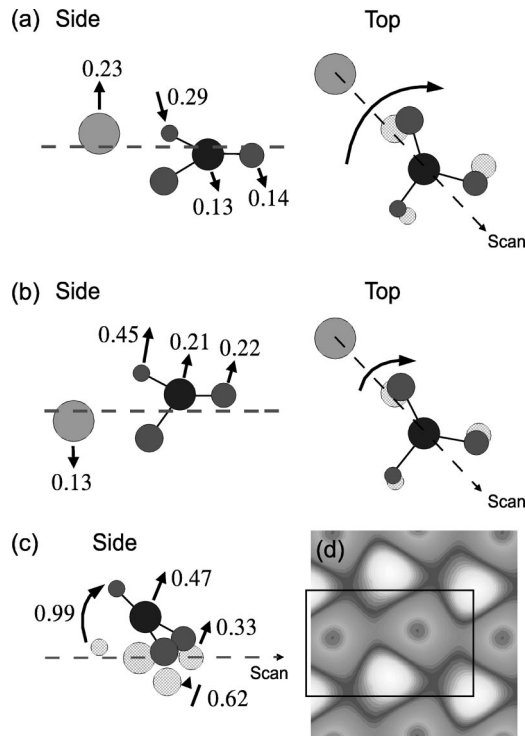 (a) Side Top
0.23
0.29
0.13
0.14
Scan
(b) Side Top
0.45
0.21
0.22
0.13
Scan
(c) Side
0.99
0.47
0.33
Scan
0.62
(d)